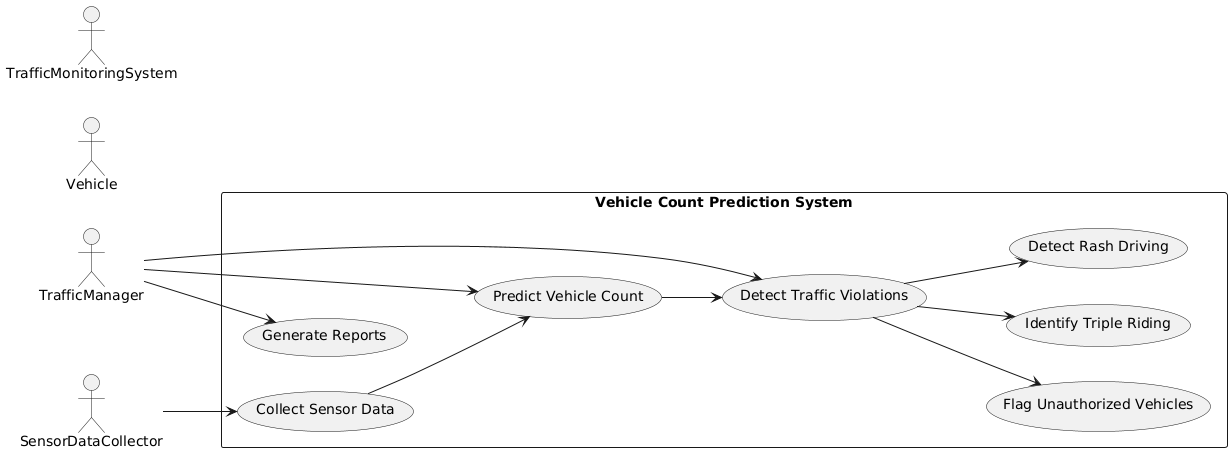 TrafficMonitoringSystem
Vehicle
Vehicle Count Prediction System
TrafficManager
Detect Rash Driving
Predict Vehicle Count
Detect Traffic Violations
Generate Reports
Identify Triple Riding
Collect Sensor Data
Flag Unauthorized Vehicles
SensorDataCollector